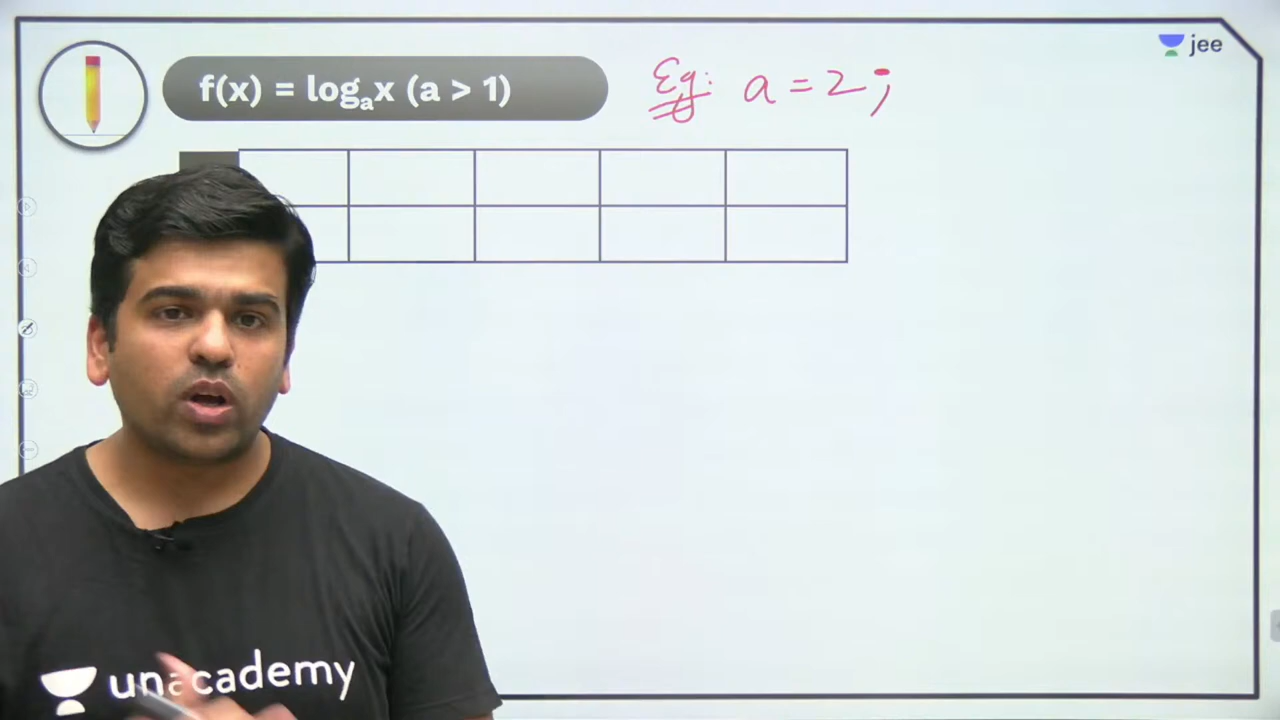 jee
f(x) = logₐx (a > 1)
Eg: a = 2;
unacademy